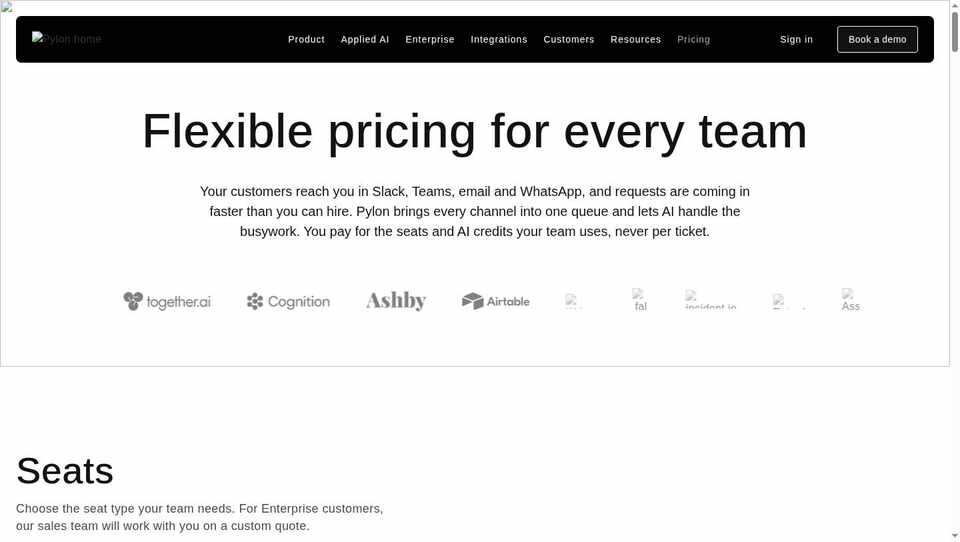 Pylon home
Product Applied AI Enterprise Integrations Customers Resources Pricing Sign in Book a demo
Flexible pricing for every team
Your customers reach you in Slack, Teams, email and WhatsApp, and requests are coming in
faster than you can hire. Pylon brings every channel into one queue and lets AI handle the
busywork. You pay for the seats and AI credits your team uses, never per ticket.
together.ai Cognition Ashby Airtable fal incident.io Ass
Seats
Choose the seat type your team needs. For Enterprise customers,
our sales team will work with you on a custom quote.